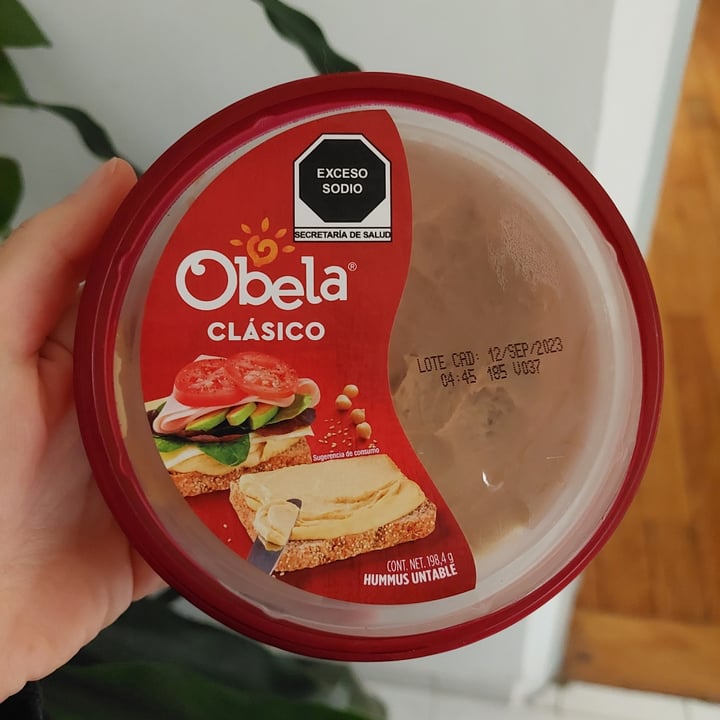 EXCESO
SODIO
SECRETARÍA DE SALUD
Obela®
CLÁSICO
LOTE CAD: 12/SEP/2023
04:45 185 V037
Sugerencia de consumo
CONT. NET. 198,4 g
HUMMUS UNTABLE